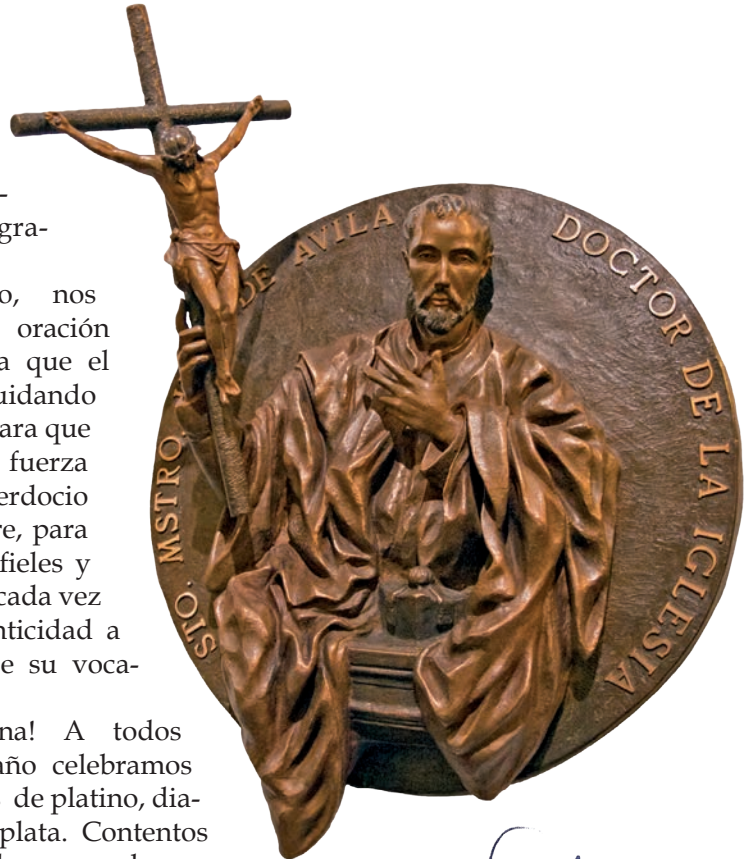 -
gra-
o, nos
oración
a que el
uidando
para que
fuerza
erdocio
re, para
fieles y
cada vez
nticidad a
e su voca-
na! A todos
año celebramos
de platino, dia-
plata. Contentos
STO. MSTRO.
DE AVILA
DOCTOR DE LA IGLESIA